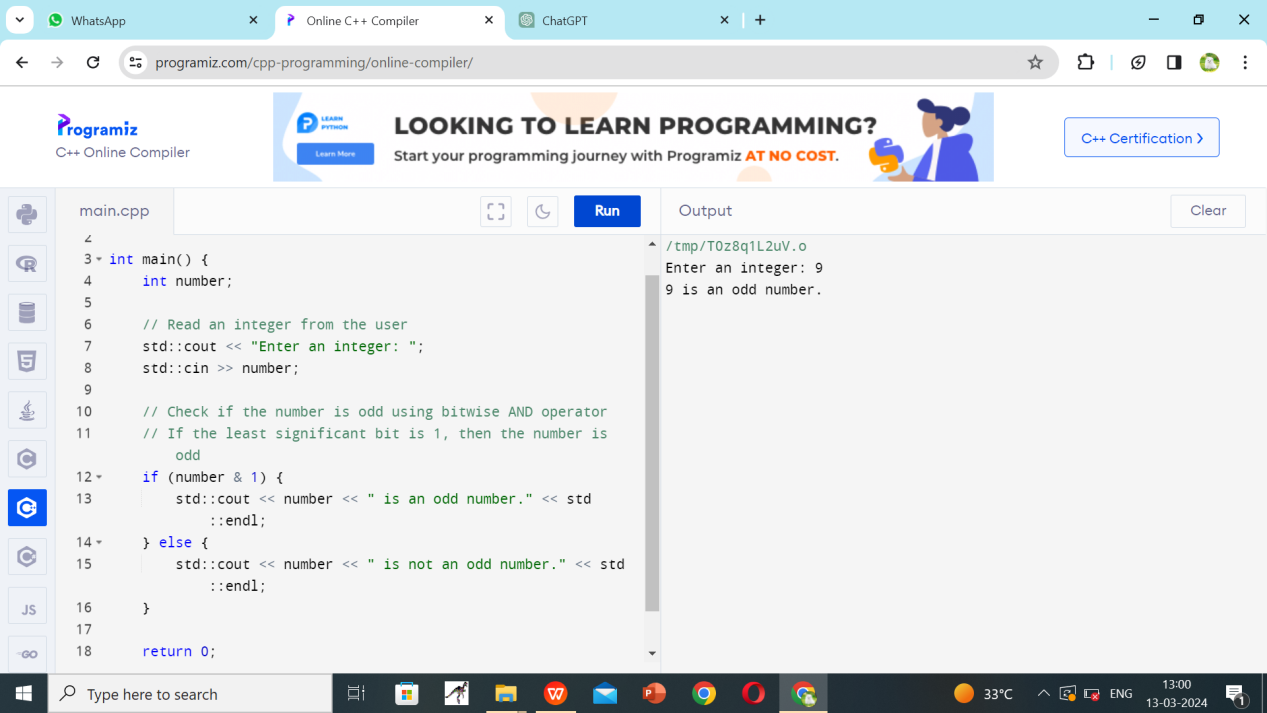 WhatsApp
Online C++ Compiler
ChatGPT
programiz.com/cpp-programming/online-compiler/
Programiz
C++ Online Compiler
LEARN
PYTHON
Learn More
LOOKING TO LEARN PROGRAMMING?
Start your programming journey with Programiz AT NO COST.
C++ Certification
main.cpp
Run
Output
Clear
2
3 int main() {
4 int number;
5
6 // Read an integer from the user
7 std::cout << "Enter an integer: ";
8 std::cin >> number;
9
10 // Check if the number is odd using bitwise AND operator
11 // If the least significant bit is 1, then the number is
odd
12 if (number & 1) {
13 std::cout << number << " is an odd number." << std
::endl;
14 } else {
15 std::cout << number << " is not an odd number." << std
::endl;
16 }
17
18 return 0;
/tmp/TOz8q1L2uV.o
Enter an integer: 9
9 is an odd number.
R
5
C
C
C
JS
GO
Type here to search
W
P
33°C
ENG
13:00
13-03-2024
1